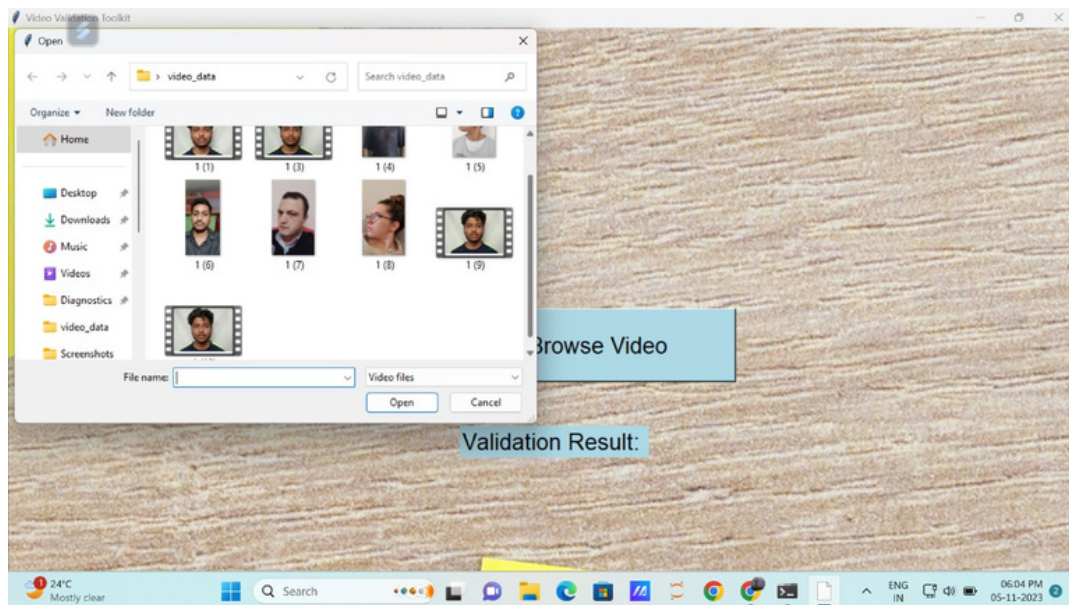 Video Validation Toolkit
Open
video_data
Search video_data
Organize
New folder
Home
1 (1)
1 (3)
1 (4)
1 (5)
Desktop
Downloads
Music
Videos
Diagnostics
video_data
Screenshots
1 (6)
1 (7)
1 (8)
1 (9)
File name:
Video files
Open
Cancel
Browse Video
Validation Result:
1
24°C
Mostly clear
Search
ENG
IN
06:04 PM
05-11-2023
2